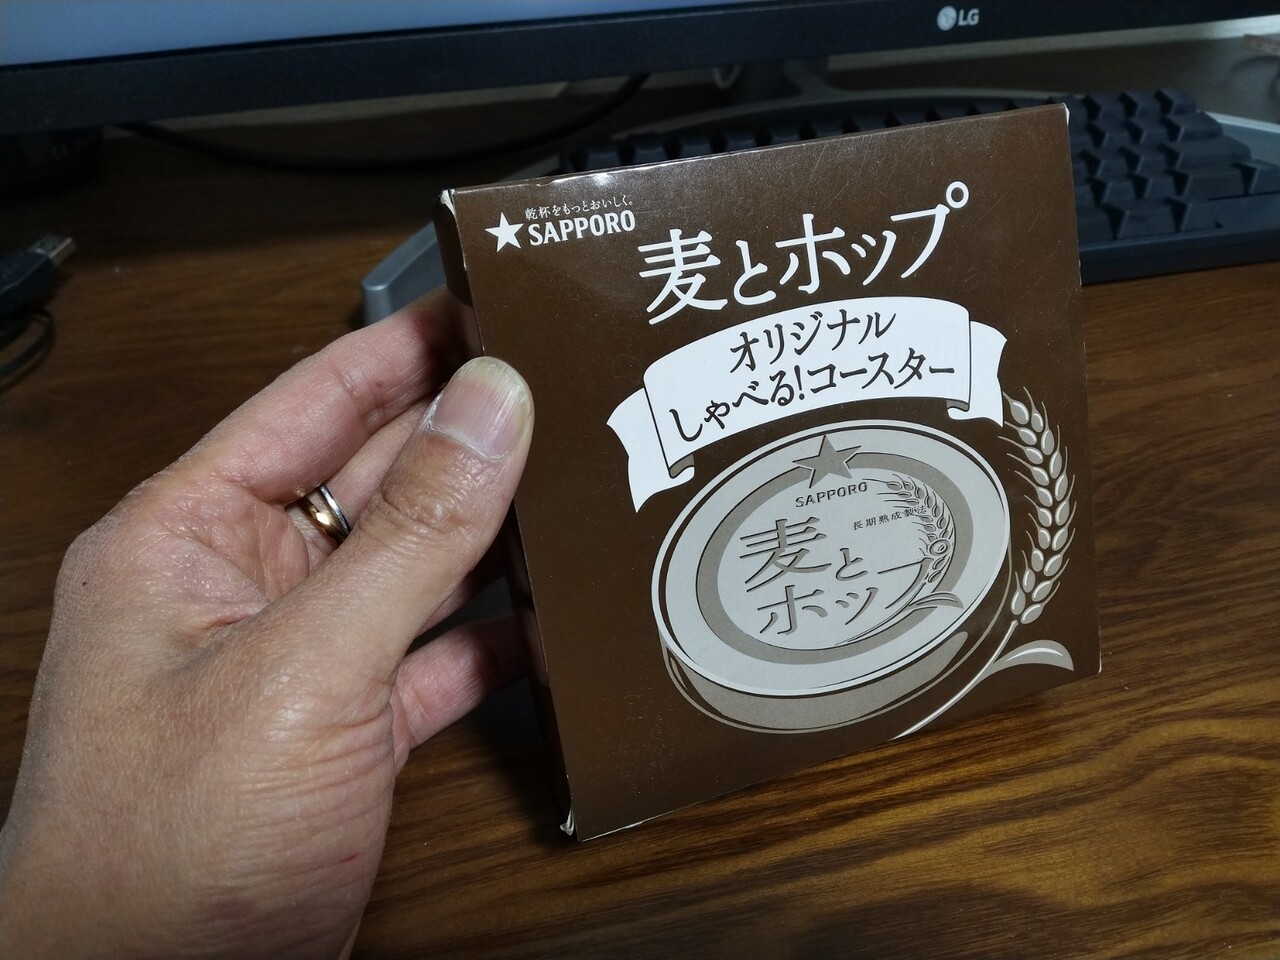 LG
乾杯をもっとおいしく。
SAPPORO
麦とホップ
オリジナル
しゃべる!コースター
SAPPORO
長期熟成製法
麦と
ホップ